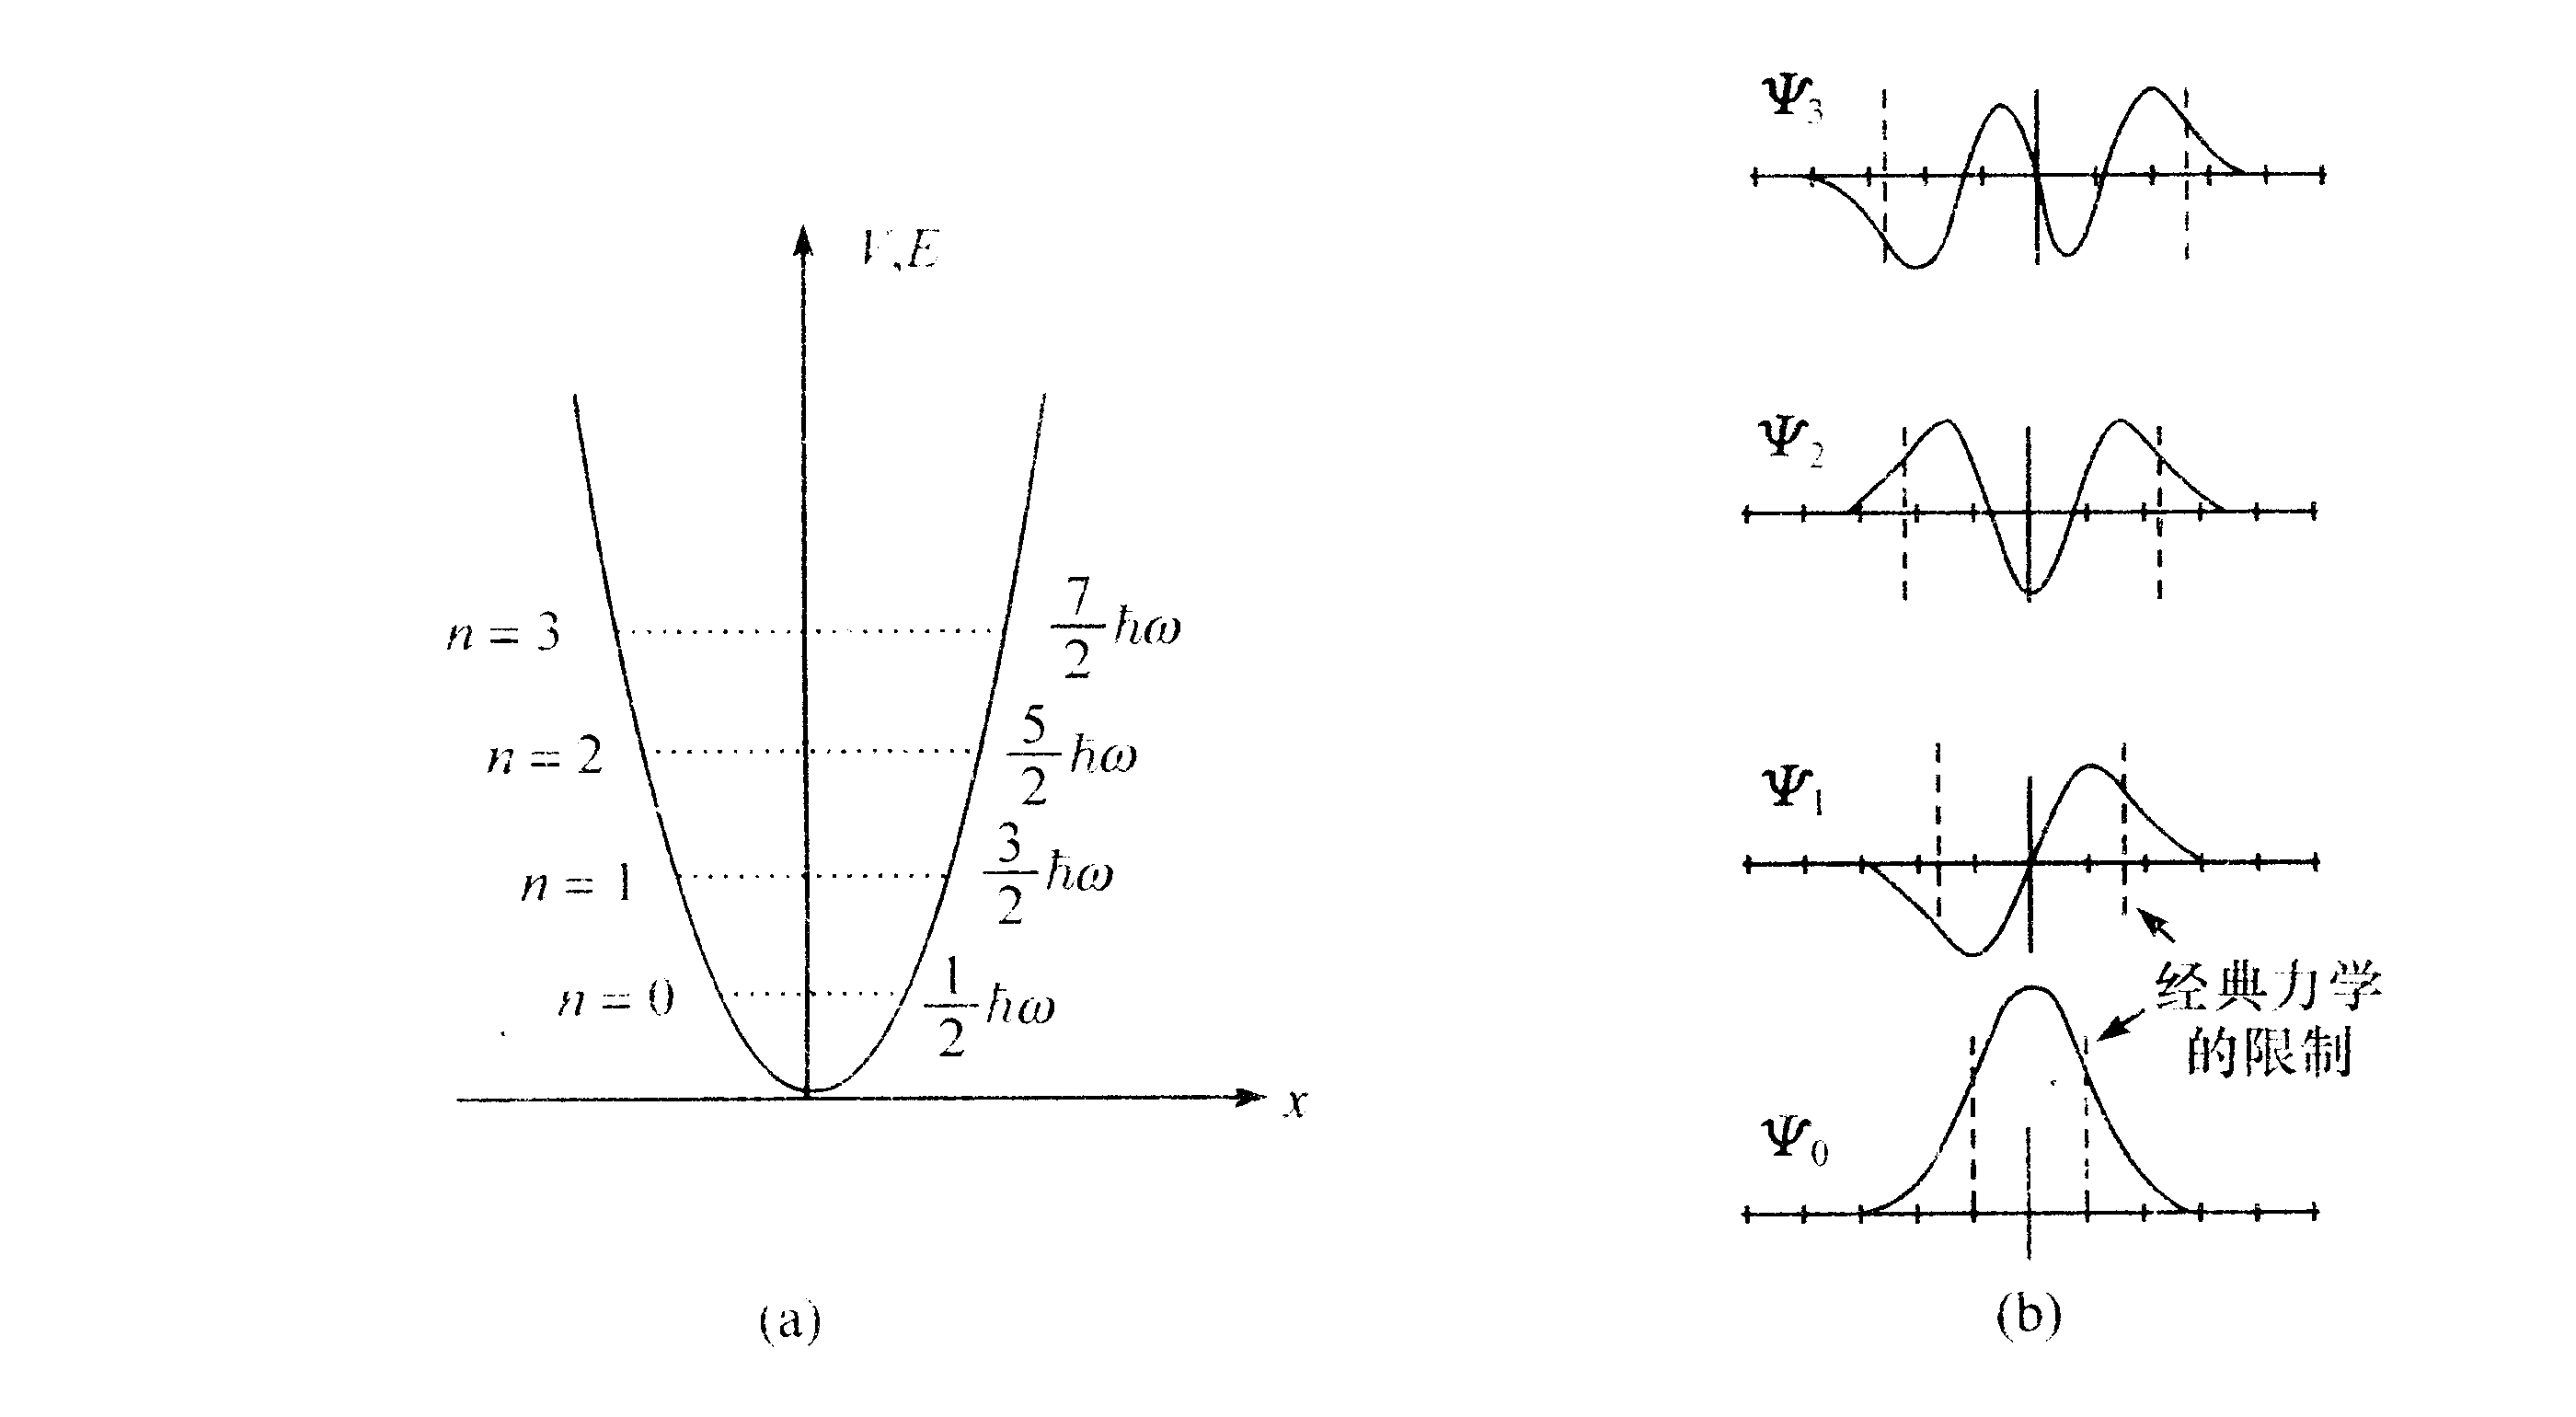 V,E
n = 3
7/2 ħω
n = 2
5/2 ħω
n = 1
3/2 ħω
n = 0
1/2 ħω
x
(a)
Ψ₃
Ψ₂
Ψ₁
经典力学
的限制
Ψ₀
(b)